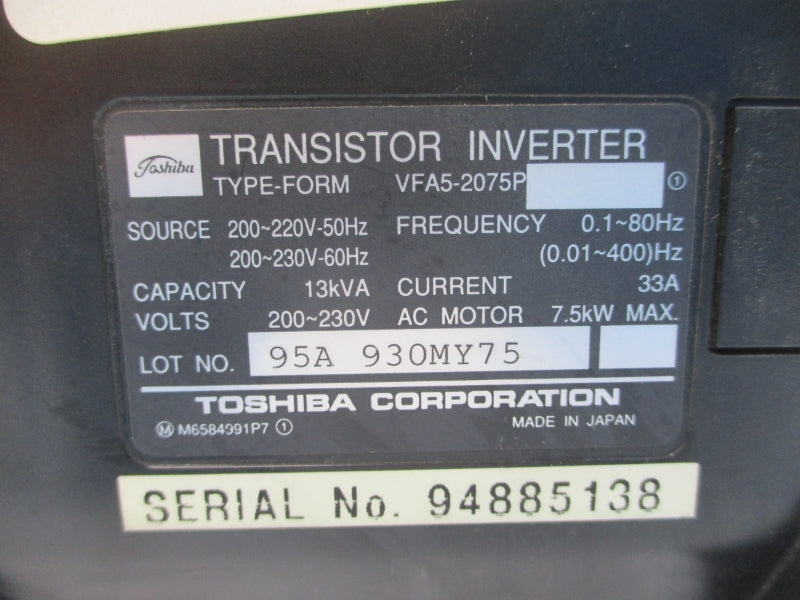 Toshiba
TRANSISTOR INVERTER
TYPE-FORM VFA5-2075P ①
SOURCE 200~220V-50Hz FREQUENCY 0.1~80Hz
200~230V-60Hz (0.01~400)Hz
CAPACITY 13kVA CURRENT 33A
VOLTS 200~230V AC MOTOR 7.5kW MAX.
LOT NO. 95A 930MY75
TOSHIBA CORPORATION
Ⓜ M6584991P7 ① MADE IN JAPAN
SERIAL No. 94885138